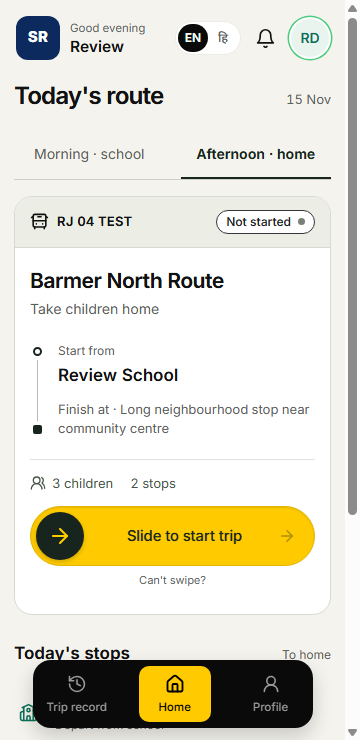 SR
Good evening
Review
EN
हि
RD
Today's route
15 Nov
Morning · school
Afternoon · home
RJ 04 TEST
Not started
Barmer North Route
Take children home
Start from
Review School
Finish at · Long neighbourhood stop near
community centre
3 children
2 stops
Slide to start trip
Can't swipe?
Today's stops
To home
Trip record
Home
Profile